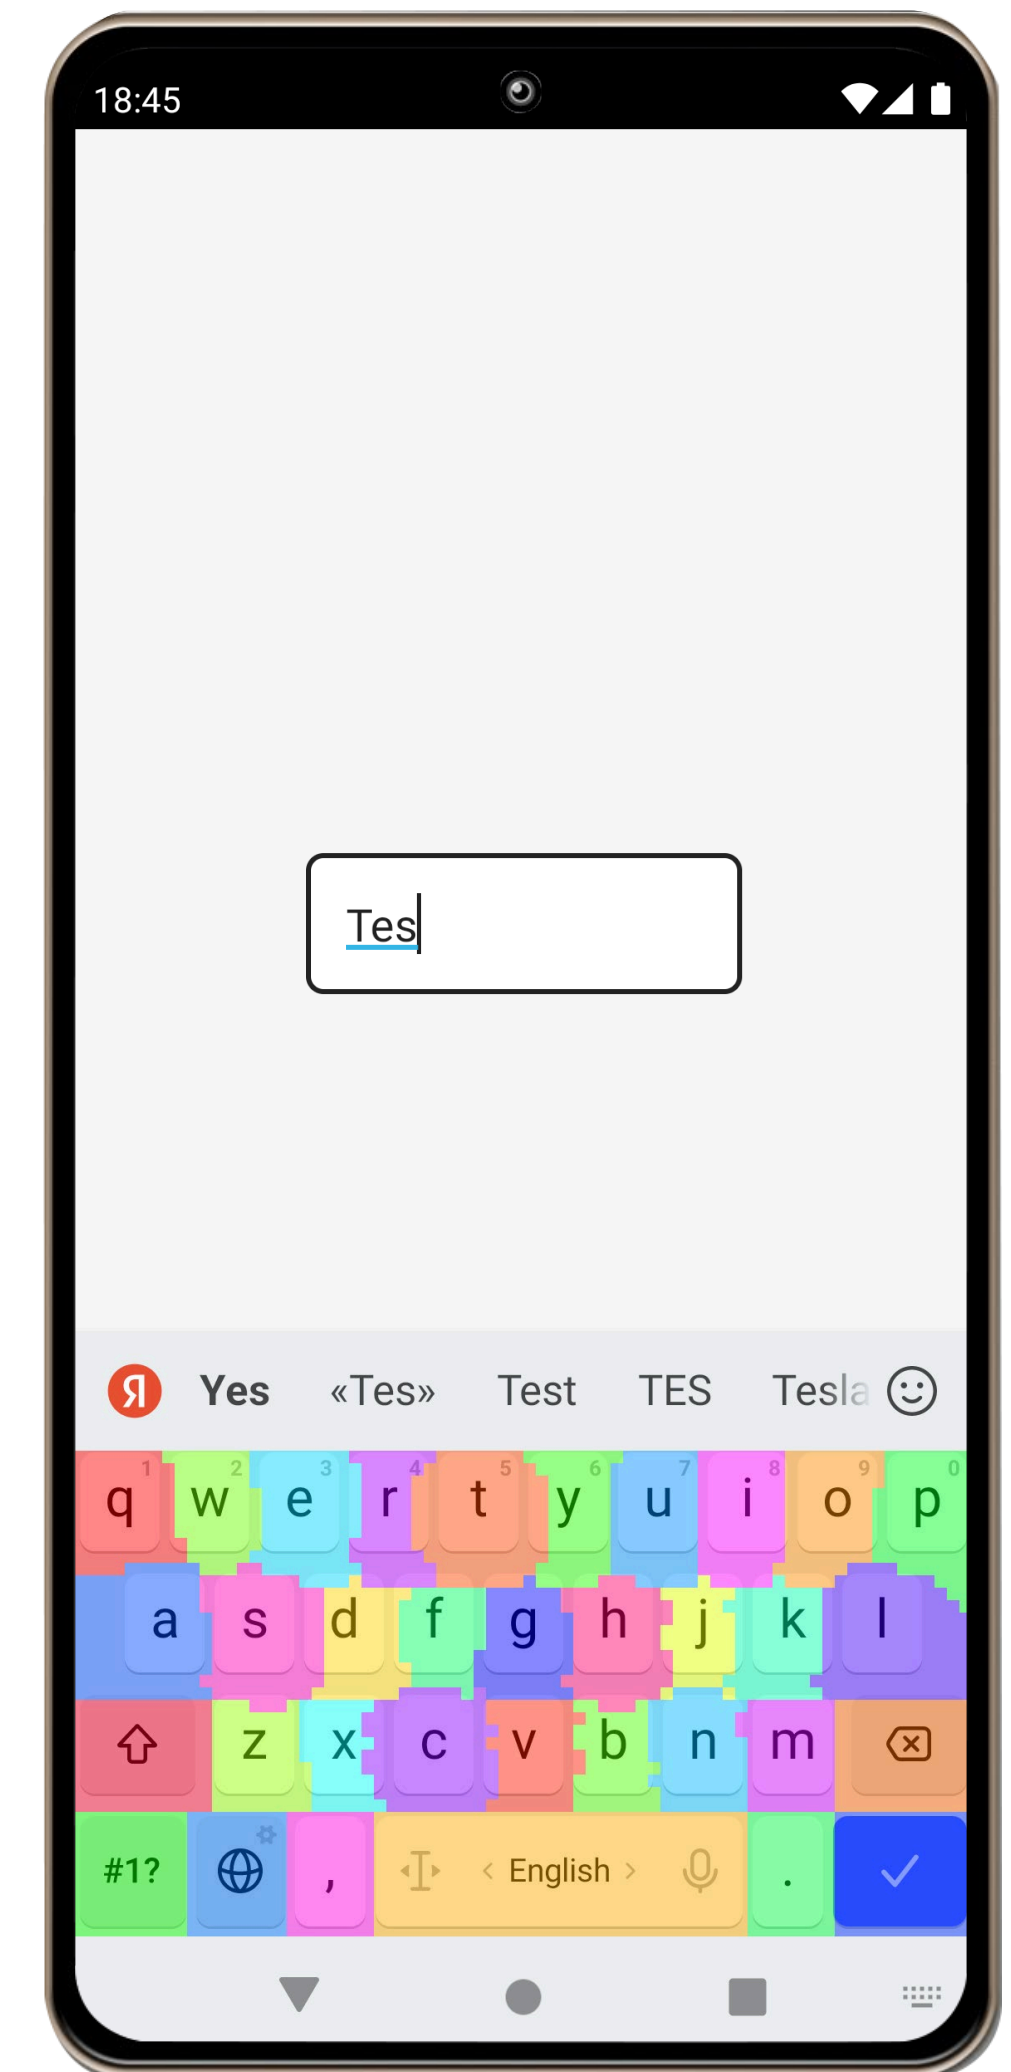 18:45
Tes
Я Yes «Tes» Test TES Tesla
1 2 3 4 5 6 7 8 9 0
q w e r t y u i o p
a s d f g h j k l
z x c v b n m
#1? , English .